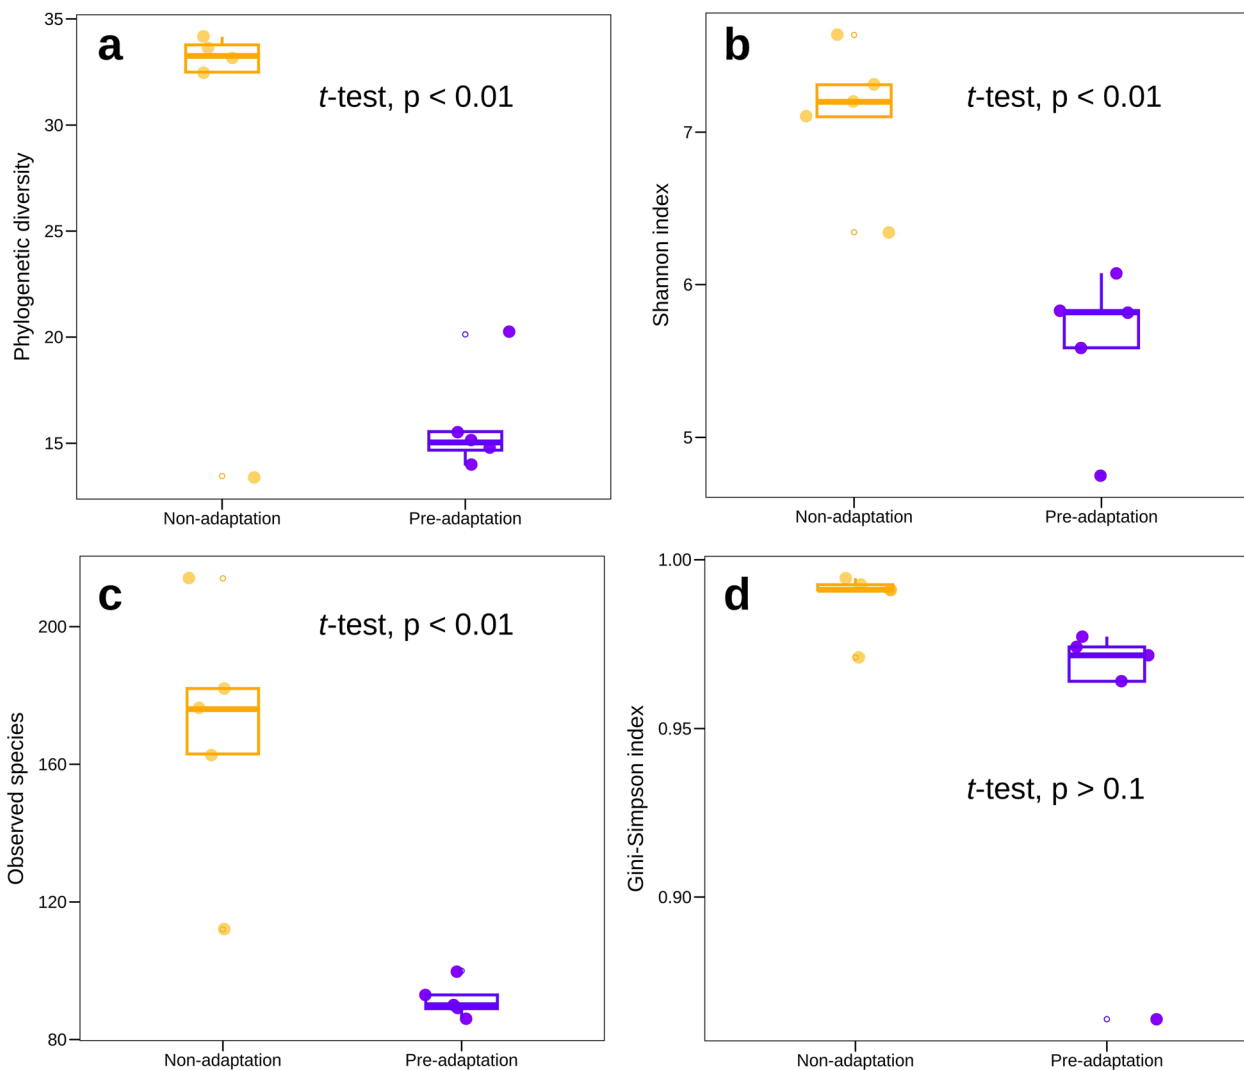 a
35
30
25
20
15
Phylogenetic diversity
t-test, p < 0.01
Non-adaptation
Pre-adaptation
b
7
6
5
Shannon index
t-test, p < 0.01
Non-adaptation
Pre-adaptation
c
200
160
120
80
Observed species
t-test, p < 0.01
Non-adaptation
Pre-adaptation
d
1.00
0.95
0.90
Gini-Simpson index
t-test, p > 0.1
Non-adaptation
Pre-adaptation